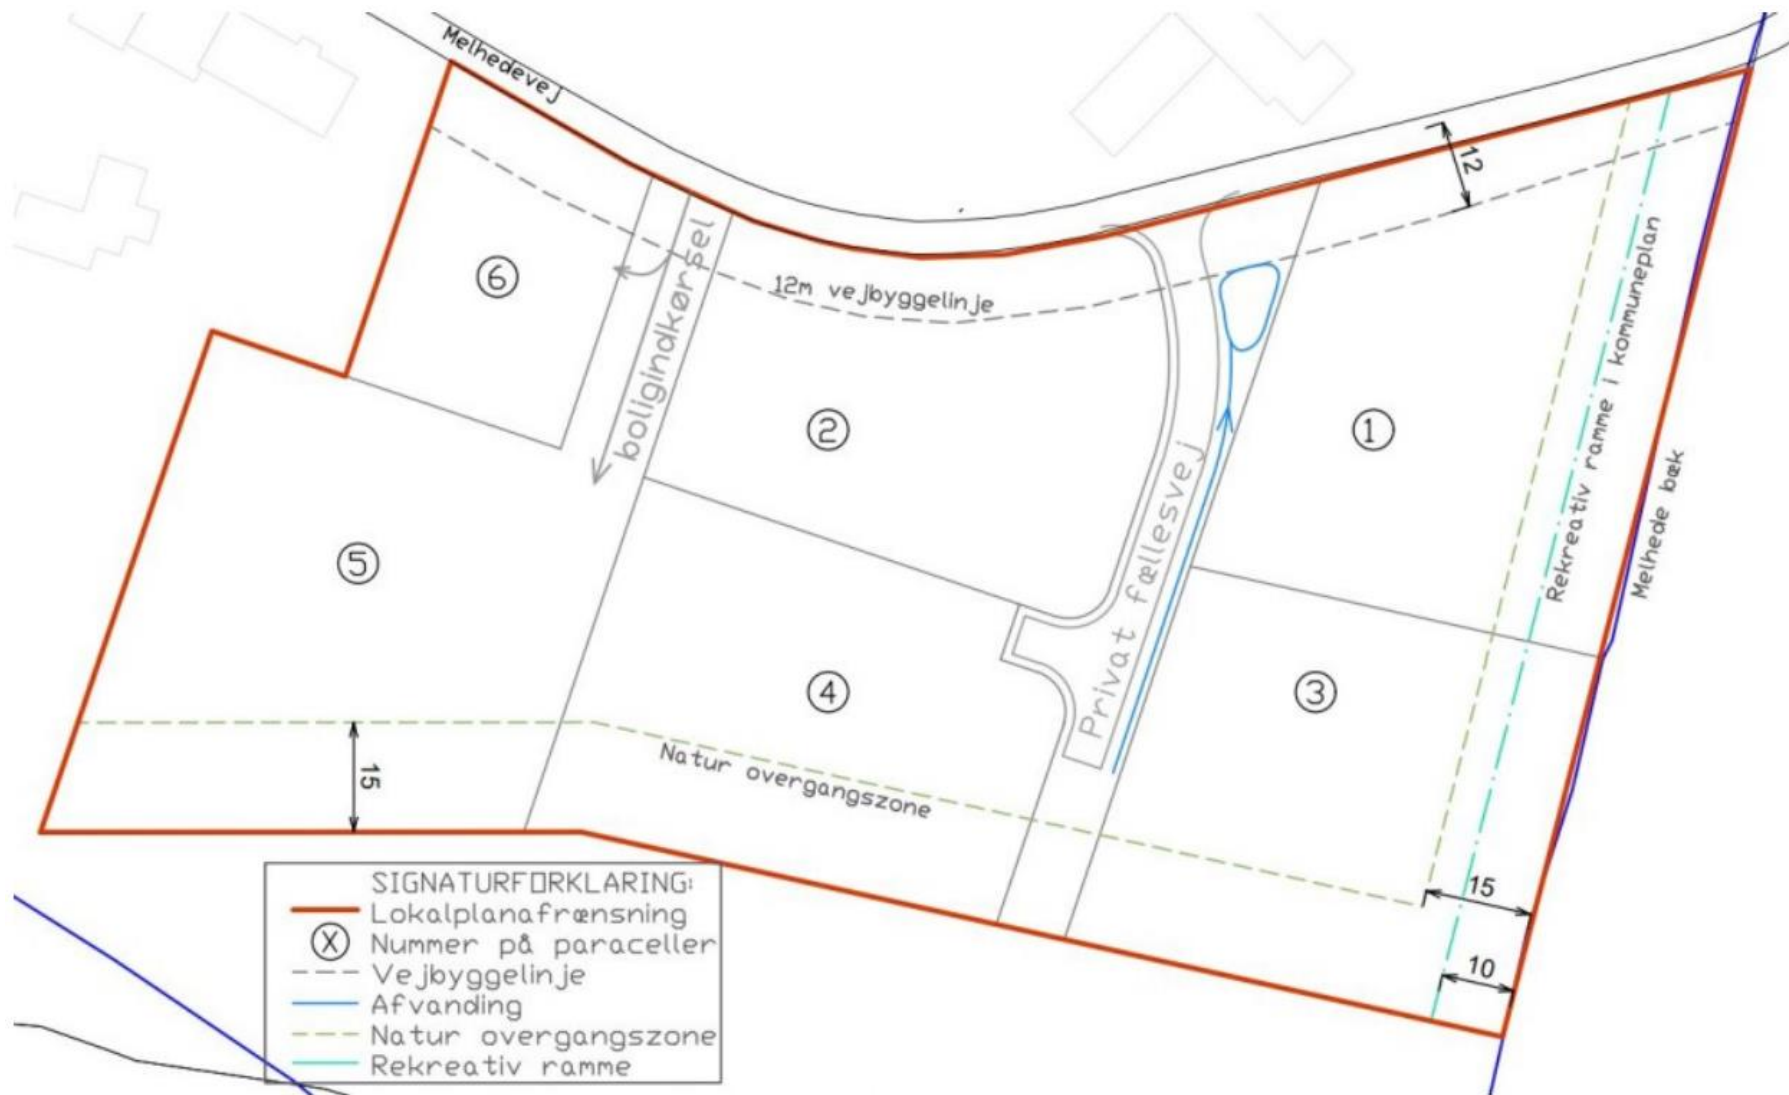 Melhedevej
12
6
boligindkørsel
12m vejbyggelinje
2
1
Rekreativ ramme i kommuneplan
Melhede bæk
Privat fællesvej
5
4
3
15
Natur overgangszone
15
10
SIGNATURFORKLARING:
Lokalplanafrænsning
X Nummer på paraceller
Vejbyggelinje
Afvanding
Natur overgangszone
Rekreativ ramme